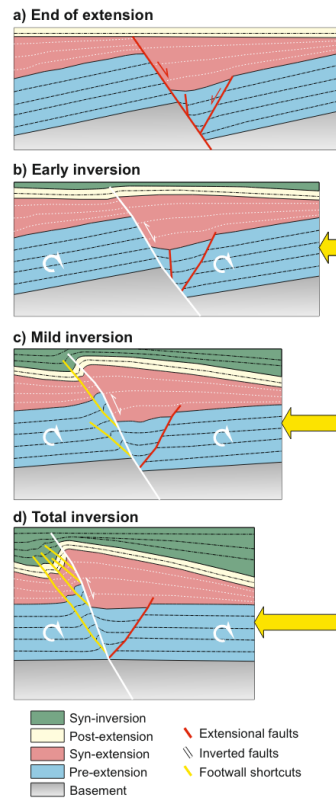 a) End of extension
b) Early inversion
c) Mild inversion
d) Total inversion
Syn-inversion
Post-extension
Syn-extension
Pre-extension
Basement
Extensional faults
Inverted faults
Footwall shortcuts